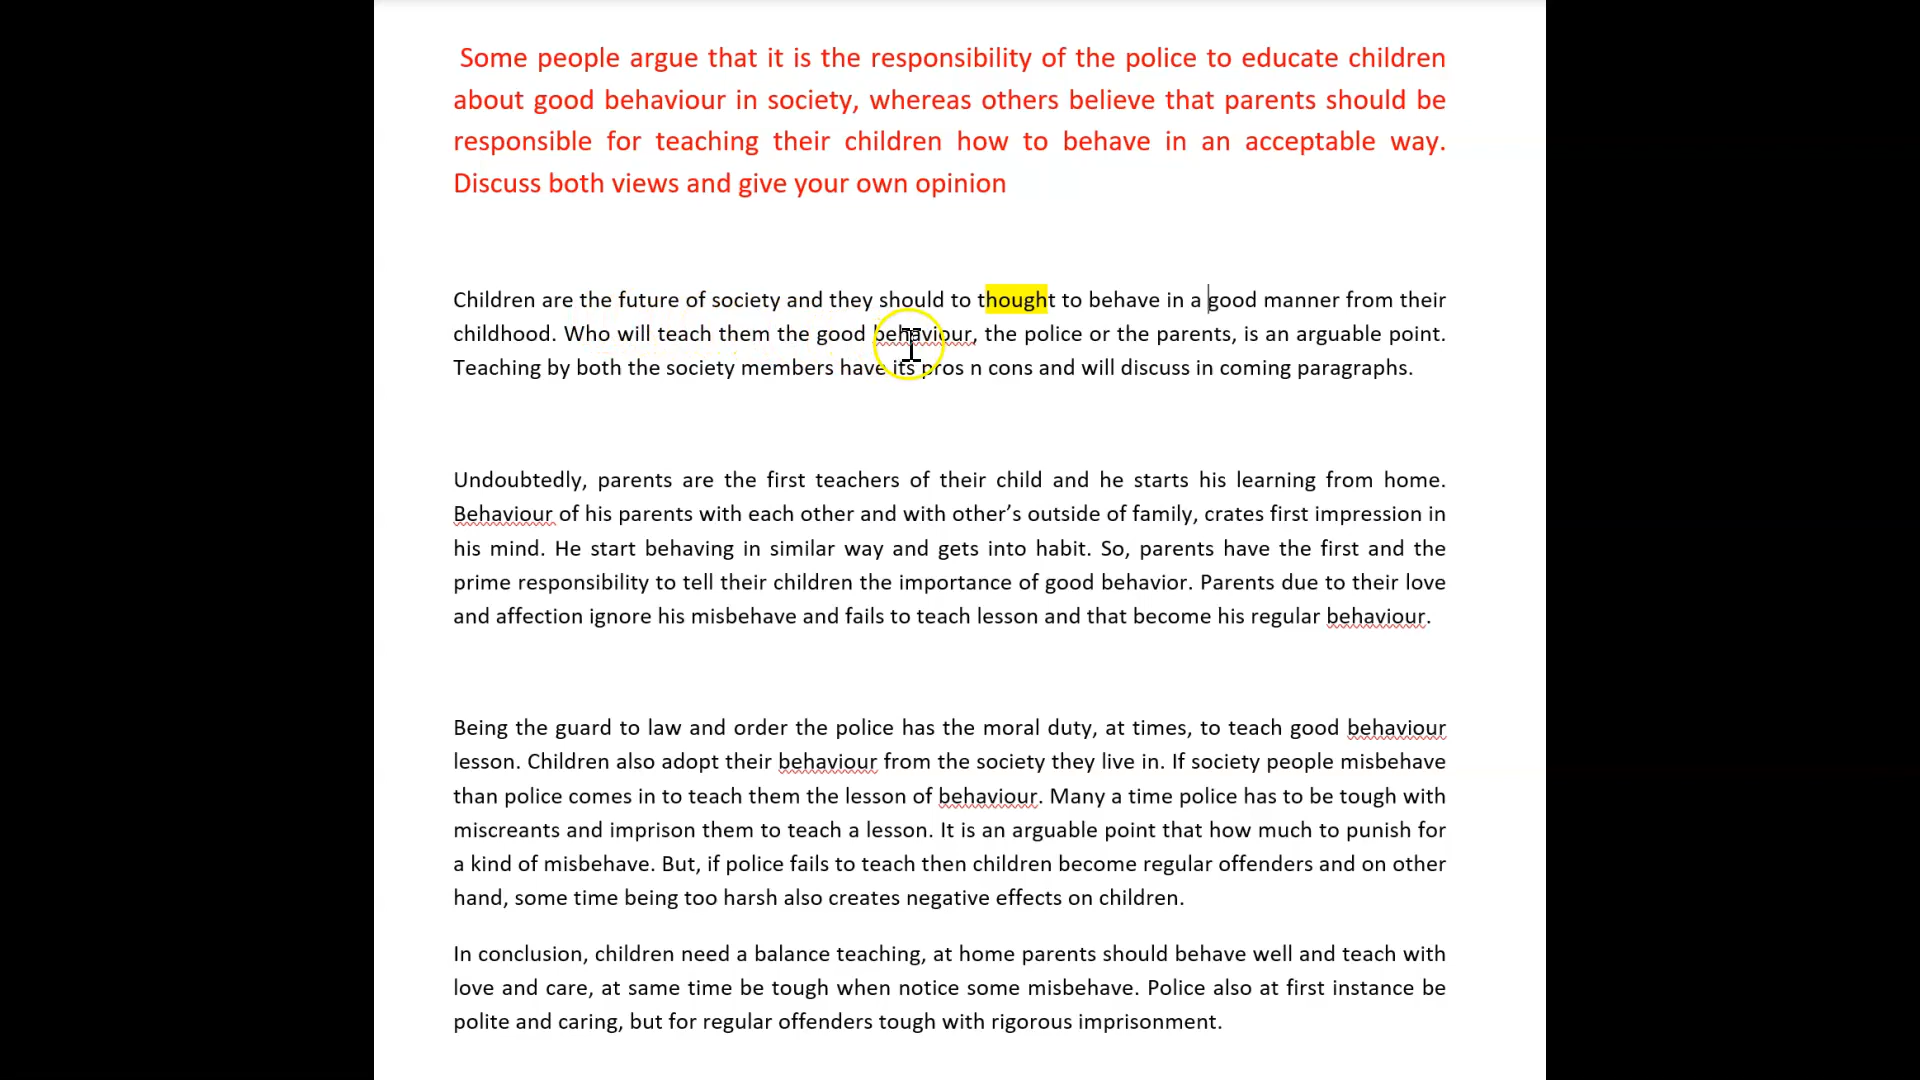 Some people argue that it is the responsibility of the police to educate children
about good behaviour in society, whereas others believe that parents should be
responsible for teaching their children how to behave in an acceptable way.
Discuss both views and give your own opinion
Children are the future of society and they should to thought to behave in a good manner from their
childhood. Who will teach them the good behaviour, the police or the parents, is an arguable point.
Teaching by both the society members have its pros n cons and will discuss in coming paragraphs.
Undoubtedly, parents are the first teachers of their child and he starts his learning from home.
Behaviour of his parents with each other and with other’s outside of family, crates first impression in
his mind. He start behaving in similar way and gets into habit. So, parents have the first and the
prime responsibility to tell their children the importance of good behavior. Parents due to their love
and affection ignore his misbehave and fails to teach lesson and that become his regular behaviour.
Being the guard to law and order the police has the moral duty, at times, to teach good behaviour
lesson. Children also adopt their behaviour from the society they live in. If society people misbehave
than police comes in to teach them the lesson of behaviour. Many a time police has to be tough with
miscreants and imprison them to teach a lesson. It is an arguable point that how much to punish for
a kind of misbehave. But, if police fails to teach then children become regular offenders and on other
hand, some time being too harsh also creates negative effects on children.
In conclusion, children need a balance teaching, at home parents should behave well and teach with
love and care, at same time be tough when notice some misbehave. Police also at first instance be
polite and caring, but for regular offenders tough with rigorous imprisonment.